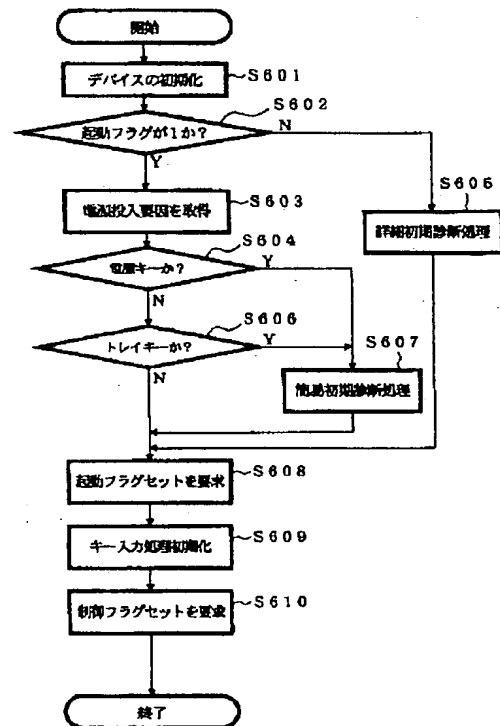 開始
デバイスの初期化
S601
起動フラグが1か？
S602
N
Y
電源投入要因を取得
S603
S605
詳細初期診断処理
電源キーか？
S604
Y
N
トレイキーか？
S606
Y
S607
簡易初期診断処理
N
起動フラグセットを要求
S608
キー入力処理初期化
S609
制御フラグセットを要求
S610
終了